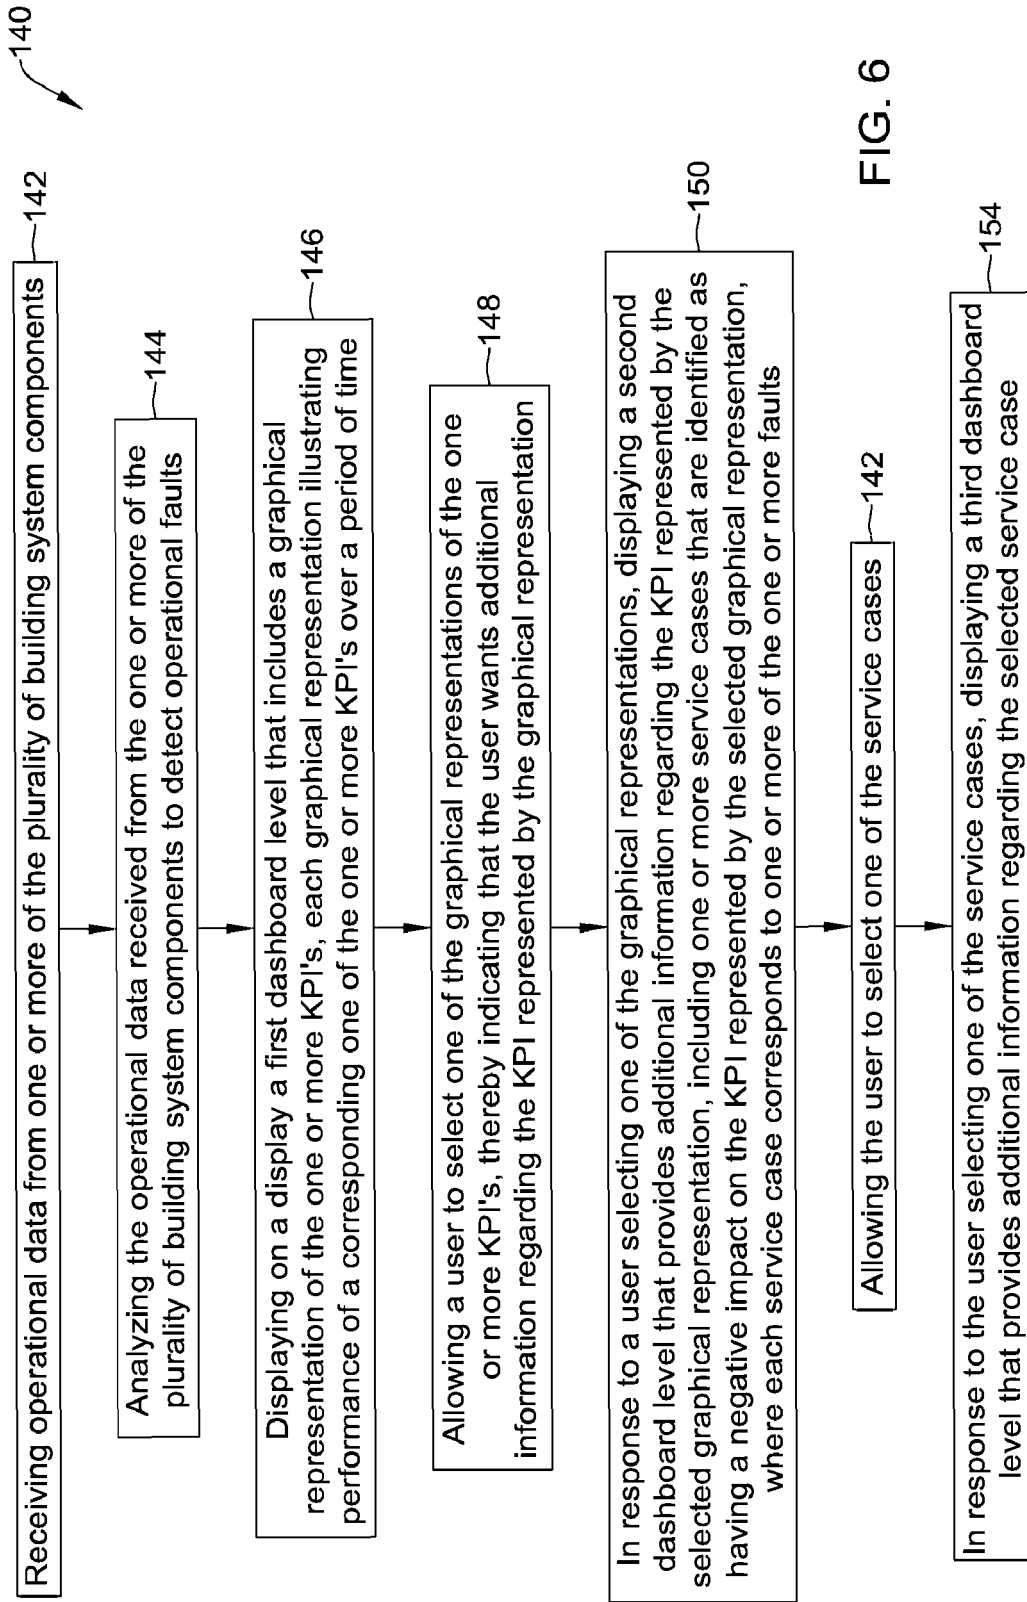 140
Receiving operational data from one or more of the plurality of building system components
142
Analyzing the operational data received from the one or more of the
plurality of building system components to detect operational faults
144
Displaying on a display a first dashboard level that includes a graphical
representation of the one or more KPI's, each graphical representation illustrating
performance of a corresponding one of the one or more KPI's over a period of time
146
Allowing a user to select one of the graphical representations of the one
or more KPI's, thereby indicating that the user wants additional
information regarding the KPI represented by the graphical representation
148
In response to a user selecting one of the graphical representations, displaying a second
dashboard level that provides additional information regarding the KPI represented by the
selected graphical representation, including one or more service cases that are identified as
having a negative impact on the KPI represented by the selected graphical representation,
where each service case corresponds to one or more of the one or more faults
150
Allowing the user to select one of the service cases
142
In response to the user selecting one of the service cases, displaying a third dashboard
level that provides additional information regarding the selected service case
154
FIG. 6